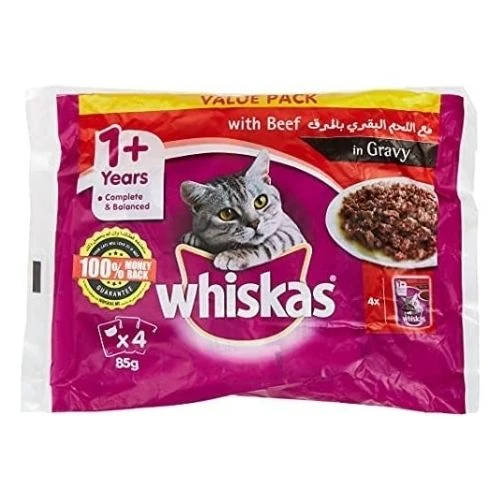 VALUE PACK
with Beef مع اللحم البقري بالمرق
in Gravy
1+
Years
• Complete
& Balanced
100% MONEY
BACK
GUARANTEE
whiskas
4x
x4
85g